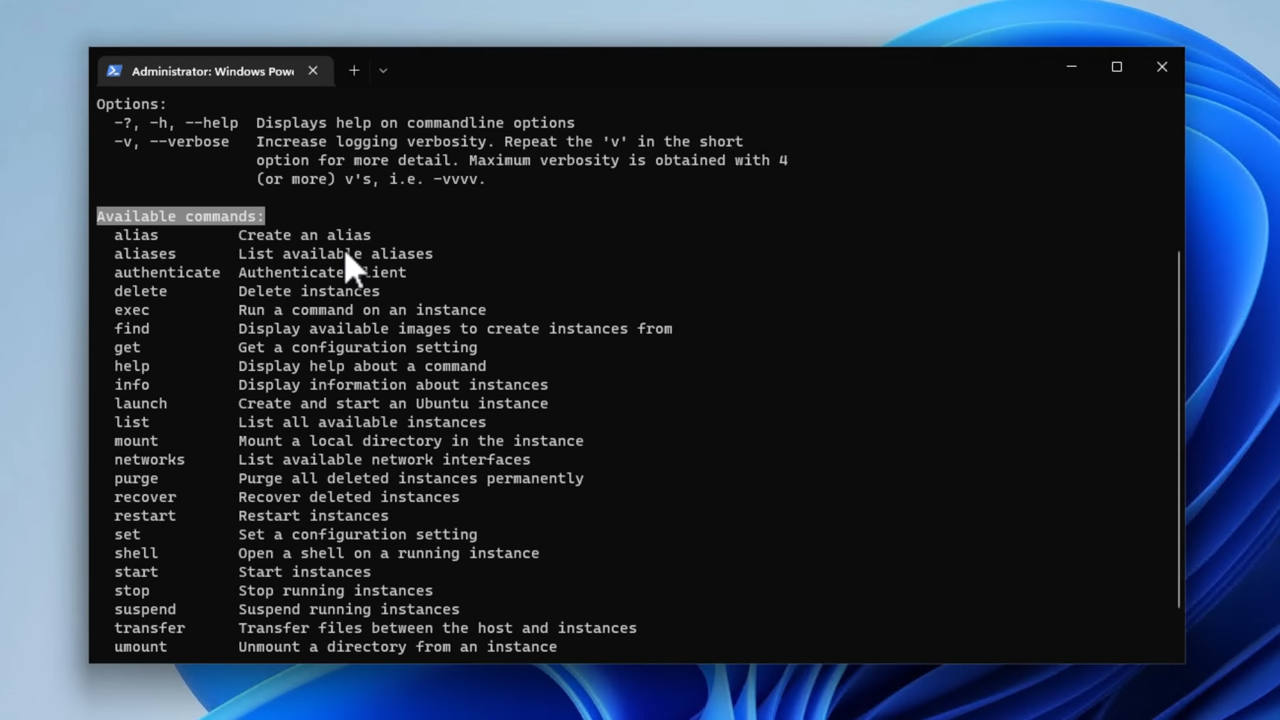 Administrator: Windows Powe
Options:
-?, -h, --help  Displays help on commandline options
-v, --verbose   Increase logging verbosity. Repeat the 'v' in the short
option for more detail. Maximum verbosity is obtained with 4
(or more) v's, i.e. -vvvv.
Available commands:
alias         Create an alias
aliases       List available aliases
authenticate  Authenticate client
delete        Delete instances
exec          Run a command on an instance
find          Display available images to create instances from
get           Get a configuration setting
help          Display help about a command
info          Display information about instances
launch        Create and start an Ubuntu instance
list          List all available instances
mount         Mount a local directory in the instance
networks      List available network interfaces
purge         Purge all deleted instances permanently
recover       Recover deleted instances
restart       Restart instances
set           Set a configuration setting
shell         Open a shell on a running instance
start         Start instances
stop          Stop running instances
suspend       Suspend running instances
transfer      Transfer files between the host and instances
umount        Unmount a directory from an instance